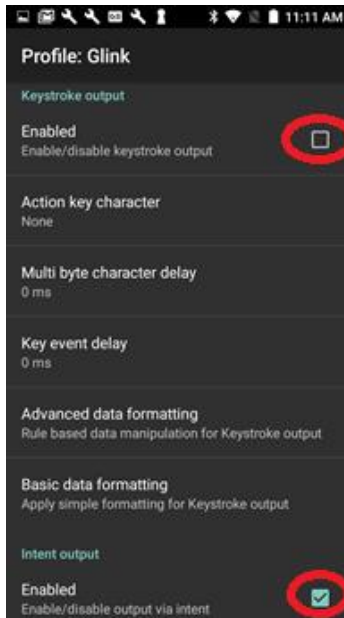 11:11 AM
Profile: Glink
Keystroke output
Enabled
Enable/disable keystroke output
Action key character
None
Multi byte character delay
0 ms
Key event delay
0 ms
Advanced data formatting
Rule based data manipulation for Keystroke output
Basic data formatting
Apply simple formatting for Keystroke output
Intent output
Enabled
Enable/disable output via intent